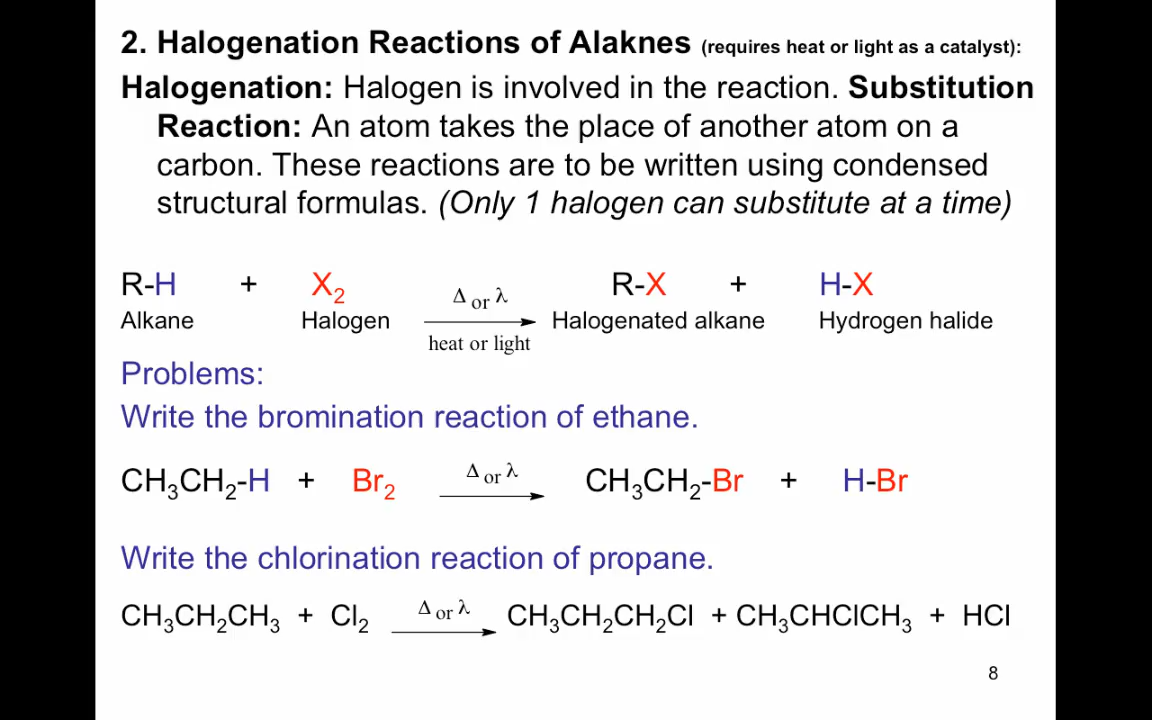 2. Halogenation Reactions of Alaknes (requires heat or light as a catalyst):
Halogenation: Halogen is involved in the reaction. Substitution
Reaction: An atom takes the place of another atom on a
carbon. These reactions are to be written using condensed
structural formulas. (Only 1 halogen can substitute at a time)
R-H + X₂ Δ or λ R-X + H-X
Alkane Halogen heat or light Halogenated alkane Hydrogen halide
Problems:
Write the bromination reaction of ethane.
CH₃CH₂-H + Br₂ Δ or λ CH₃CH₂-Br + H-Br
Write the chlorination reaction of propane.
CH₃CH₂CH₃ + Cl₂ Δ or λ CH₃CH₂CH₂Cl + CH₃CHClCH₃ + HCl
8